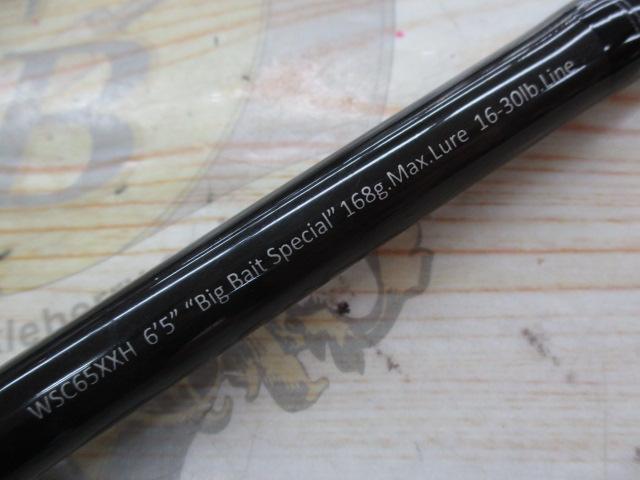 WSC65XXH 6'5" "Big Bait Special" 168g.Max.Lure 16-30lb.Line